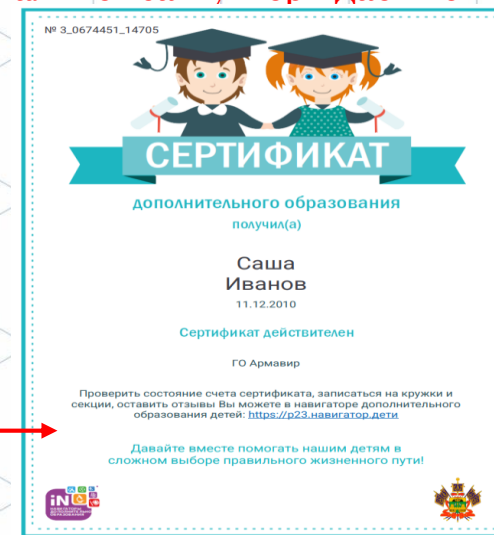 № 3_0674451_14705
СЕРТИФИКАТ
дополнительного образования
получил(а)
Саша
Иванов
11.12.2010
Сертификат действителен
ГО Армавир
Проверить состояние счета сертификата, записаться на кружки и
секции, оставить отзывы Вы можете в навигаторе дополнительного
образования детей: https://р23.навигатор.дети
Давайте вместе помогать нашим детям в
сложном выборе правильного жизненного пути!